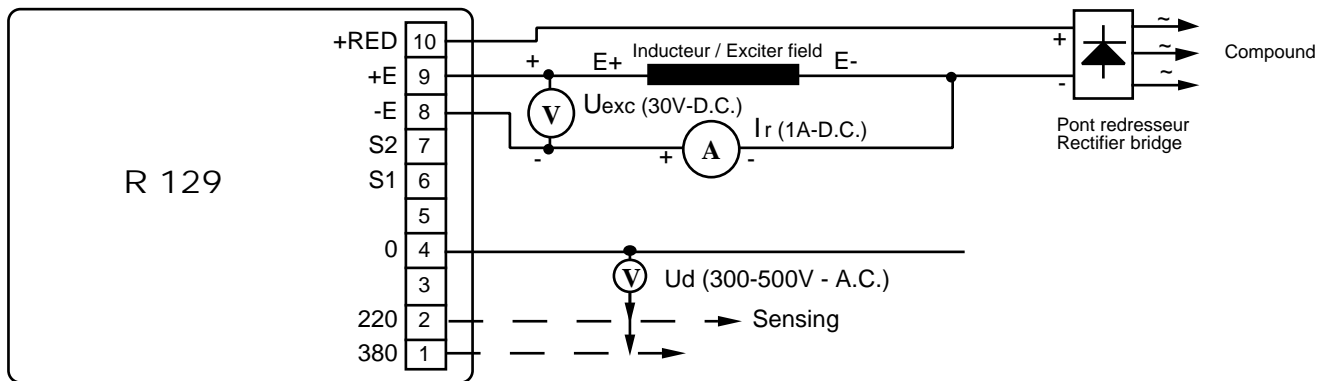 +RED 10
+E 9
-E 8
S2 7
R 129
S1 6
5
0 4
3
220 2
380 1
+ E+ Inducteur / Exciter field E-
V Uexc (30V-D.C.)
- + A - Ir (1A-D.C.)
+ ~
~ Compound
- ~
Pont redresseur
Rectifier bridge
V Ud (300-500V - A.C.)
Sensing